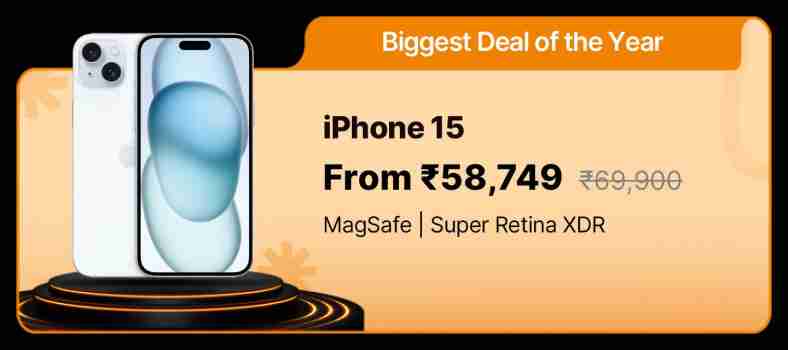 Biggest Deal of the Year
iPhone 15
From ₹58,749 ₹69,900
MagSafe | Super Retina XDR